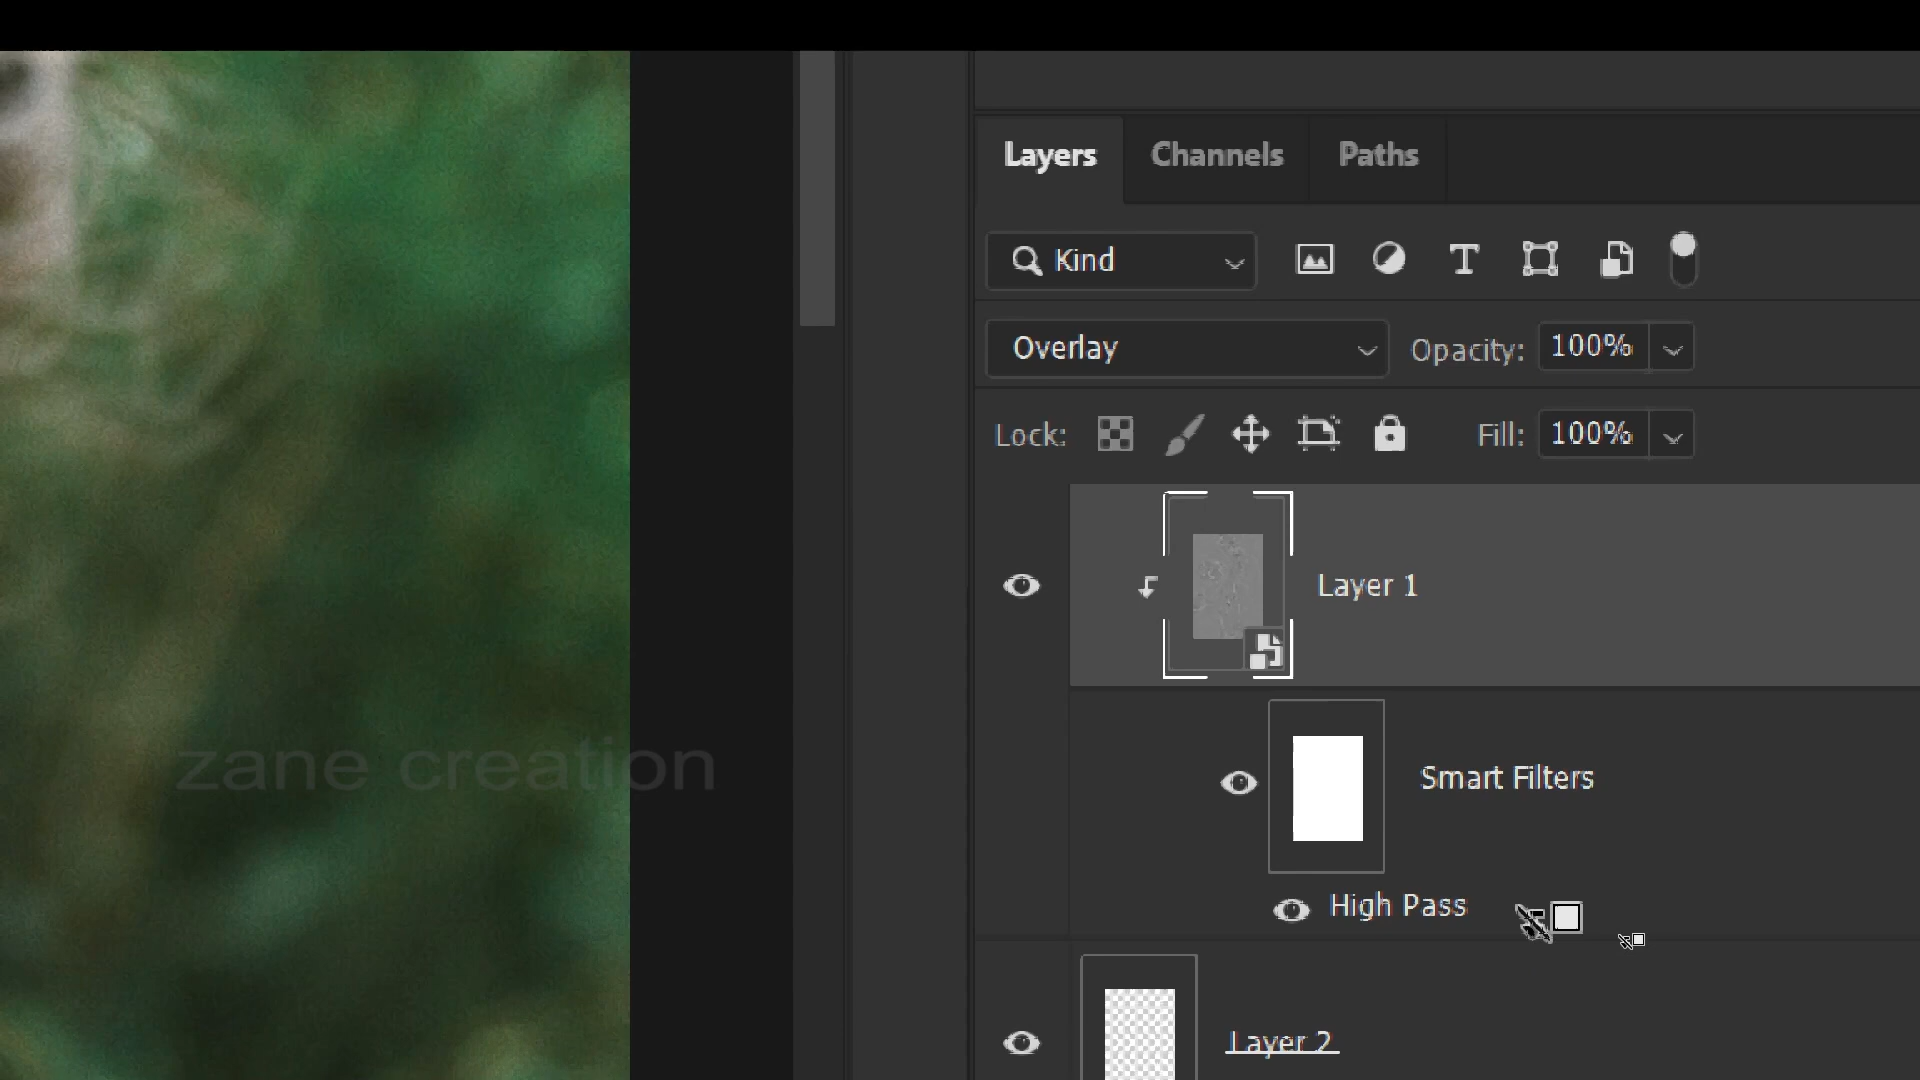 Layers Channels Paths
Kind
Overlay Opacity: 100%
Lock: Fill: 100%
Layer 1
zane creation
Smart Filters
High Pass
Layer 2